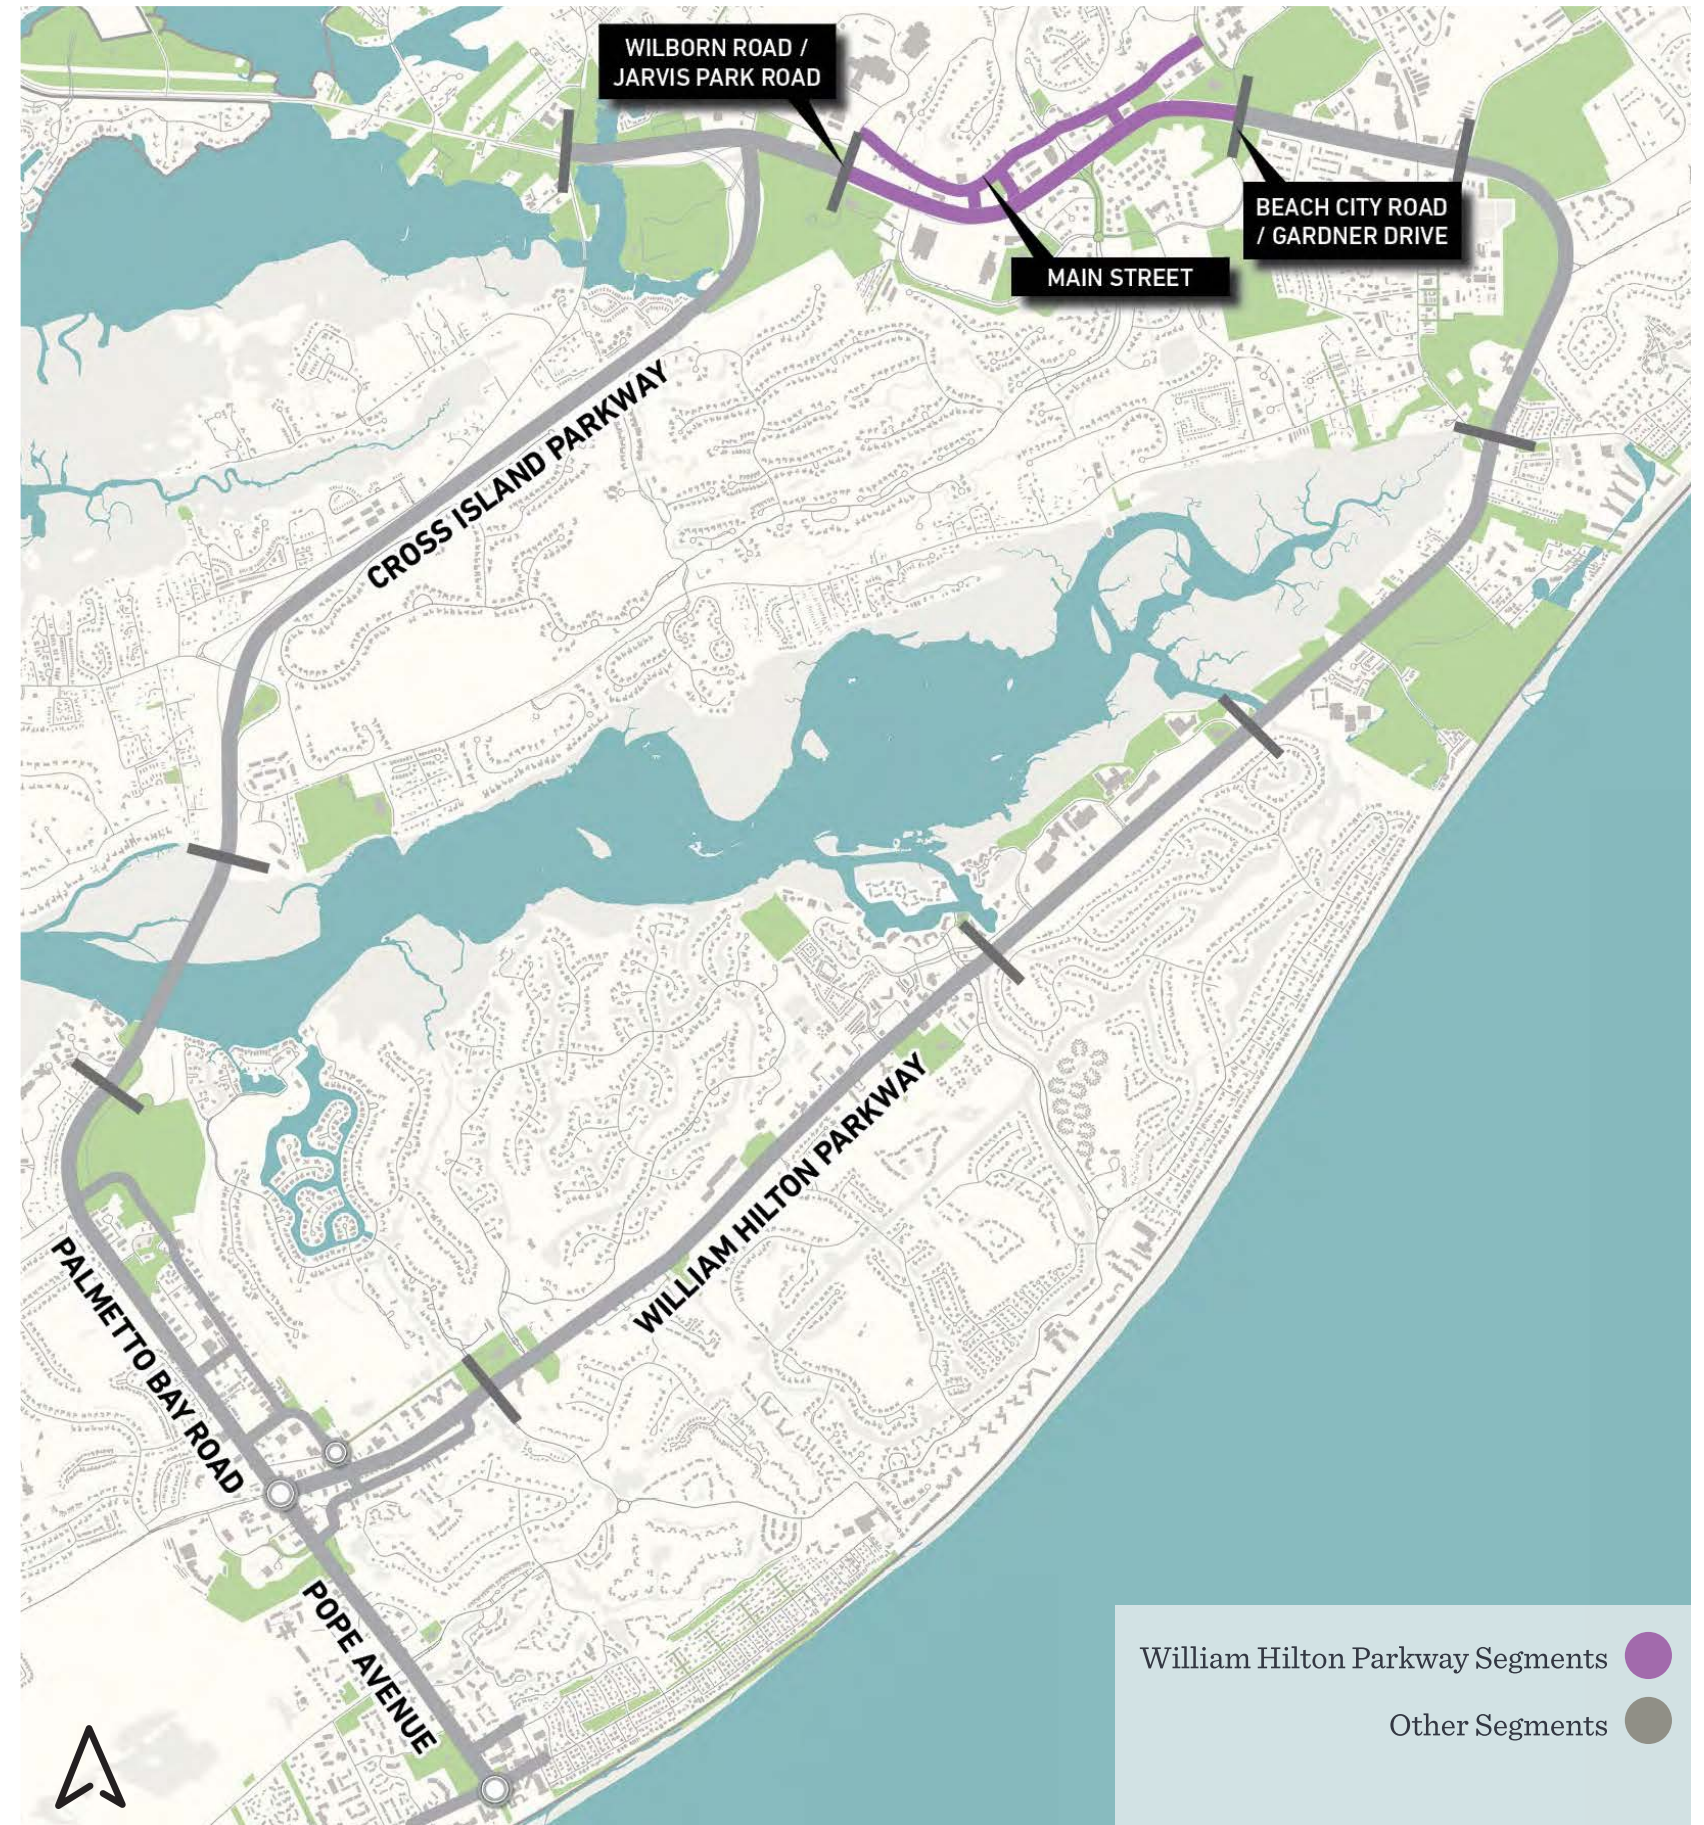 WILBORN ROAD /
JARVIS PARK ROAD
BEACH CITY ROAD
/ GARDNER DRIVE
MAIN STREET
CROSS ISLAND PARKWAY
WILLIAM HILTON PARKWAY
PALMETTO BAY ROAD
POPE AVENUE
William Hilton Parkway Segments
Other Segments